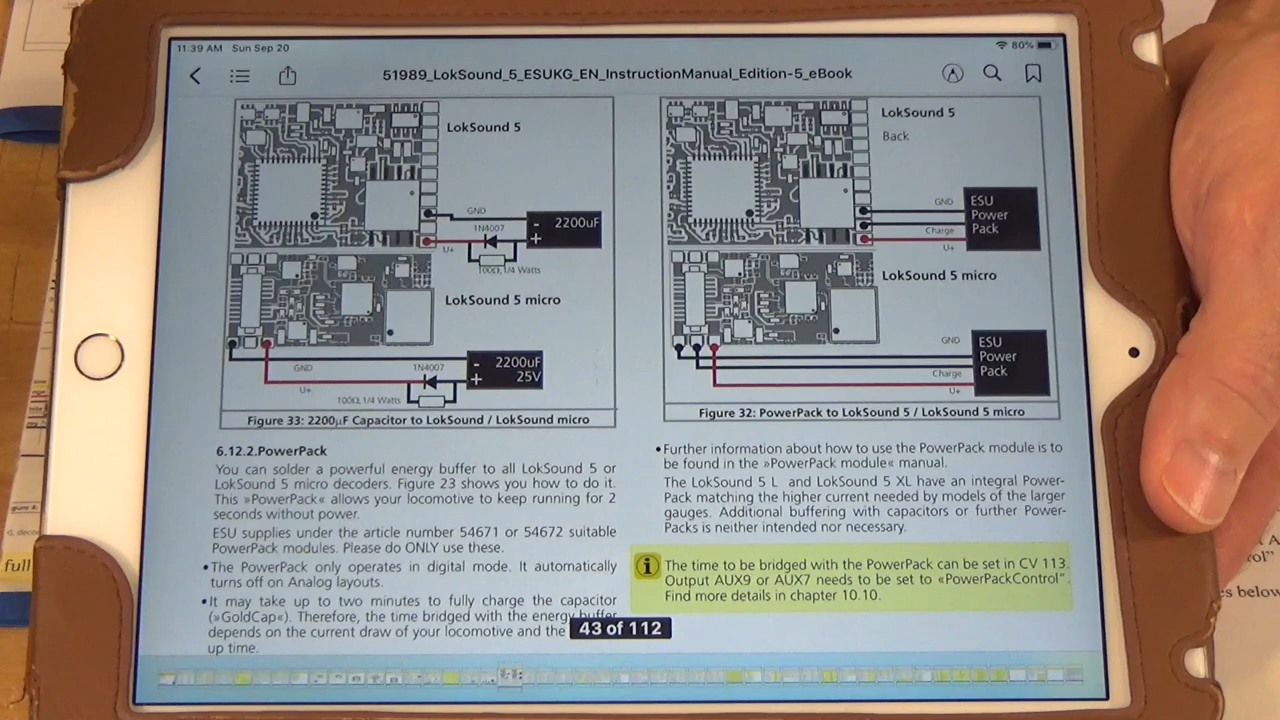 11:39 AM Sun Sep 20
80%
51989_LokSound_5_ESUKG_EN_InstructionManual_Edition-5_eBook
LokSound 5
GND
1N4007
2200uF
-
+
U+
100Ω, 1/4 Watts
LokSound 5 micro
GND
1N4007
- 2200uF
+ 25V
U+
100Ω, 1/4 Watts
Figure 33: 2200µF Capacitor to LokSound / LokSound micro
6.12.2.PowerPack
You can solder a powerful energy buffer to all LokSound 5 or
LokSound 5 micro decoders. Figure 23 shows you how to do it.
This »PowerPack« allows your locomotive to keep running for 2
seconds without power.
ESU supplies under the article number 54671 or 54672 suitable
PowerPack modules. Please do ONLY use these.
•The PowerPack only operates in digital mode. It automatically
turns off on Analog layouts.
•It may take up to two minutes to fully charge the capacitor
(»GoldCap«). Therefore, the time bridged with the energy buffer
depends on the current draw of your locomotive and the
up time.
LokSound 5
Back
GND
Charge
U+
ESU
Power
Pack
LokSound 5 micro
GND
Charge
U+
ESU
Power
Pack
Figure 32: PowerPack to LokSound 5 / LokSound 5 micro
•Further information about how to use the PowerPack module is to
be found in the »PowerPack module« manual.
The LokSound 5 L and LokSound 5 XL have an integral Power-
Pack matching the higher current needed by models of the larger
gauges. Additional buffering with capacitors or further Power-
Packs is neither intended nor necessary.
i
The time to be bridged with the PowerPack can be set in CV 113.
Output AUX9 or AUX7 needs to be set to «PowerPackControl".
Find more details in chapter 10.10.
43 of 112
full
s below